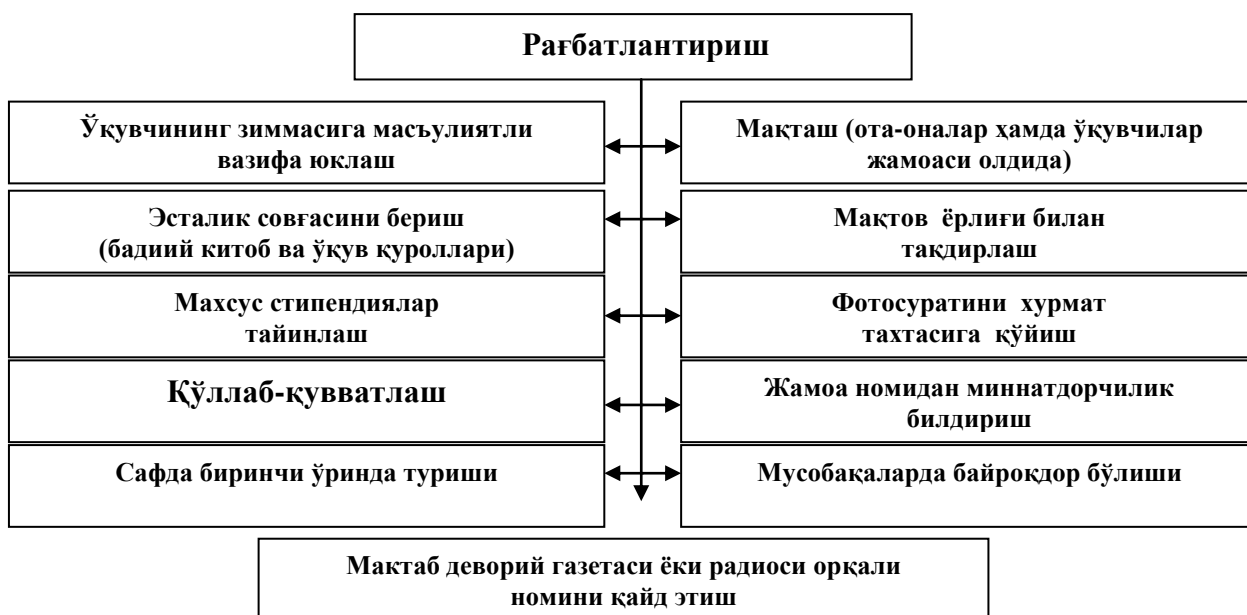 Рағбатлантириш
Ўқувчининг зиммасига масъулиятли
вазифа юклаш
Мақташ (ота-оналар ҳамда ўқувчилар
жамоаси олдида)
Эсталик совғасини бериш
(бадиий китоб ва ўқув қуроллари)
Мақтов ёрлиғи билан
тақдирлаш
Махсус стипендиялар
тайинлаш
Фотосуратини хурмат
тахтасига қўйиш
Қўллаб-қувватлаш
Жамоа номидан миннатдорчилик
билдириш
Сафда биринчи ўринда туриши
Мусобақаларда байроқдор бўлиши
Мактаб деворий газетаси ёки радиоси орқали
номини қайд этиш